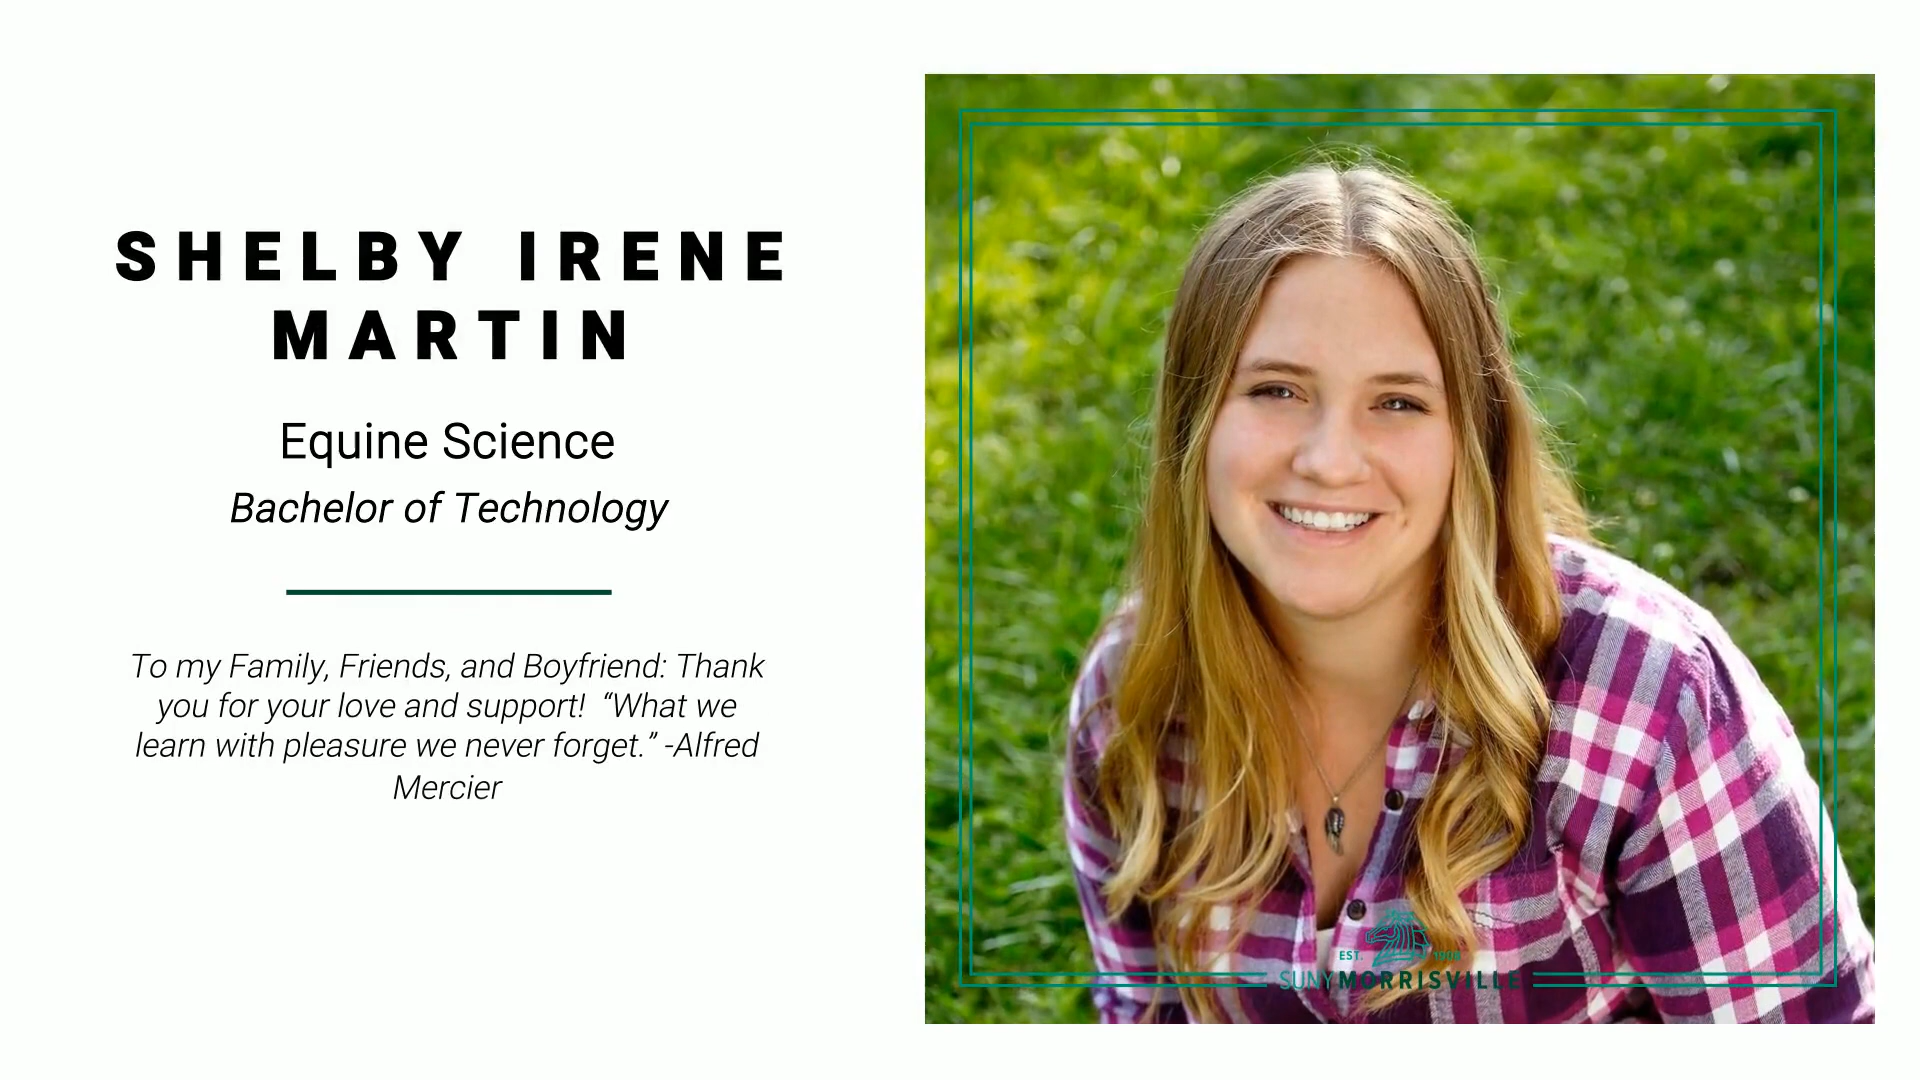 SHELBY IRENE
MARTIN
Equine Science
Bachelor of Technology
To my Family, Friends, and Boyfriend: Thank
you for your love and support!  “What we
learn with pleasure we never forget.” -Alfred
Mercier
EST. 1908
SUNY MORRISVILLE